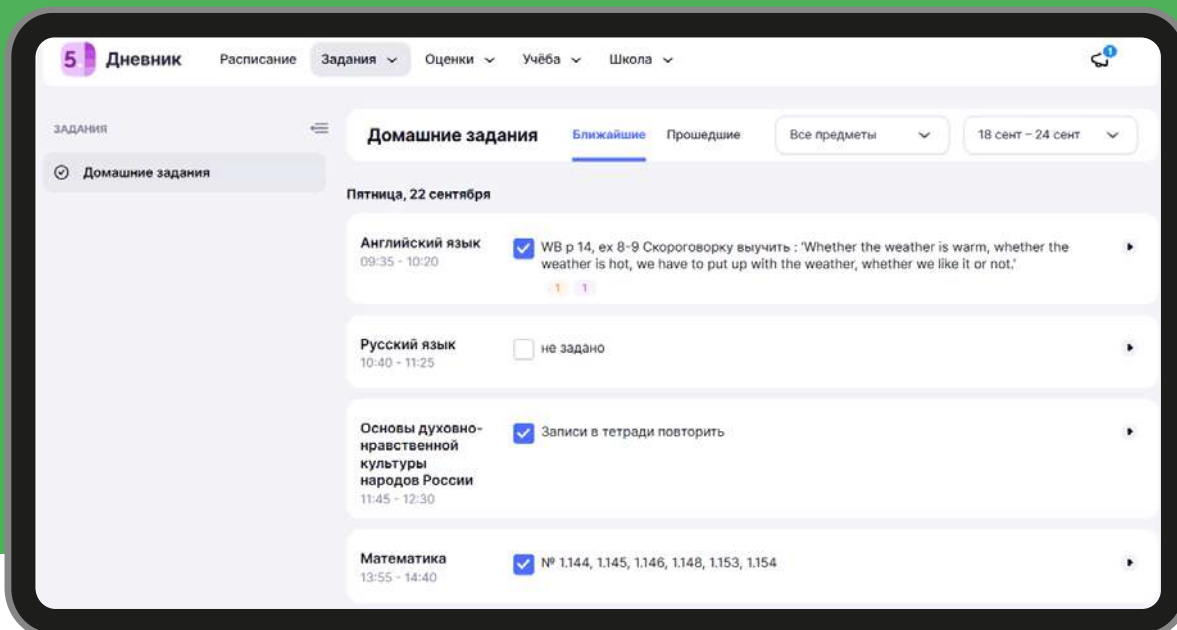 5. Дневник Расписание Задания Оценки Учёба Школа 1
ЗАДАНИЯ
Домашние задания
Домашние задания Ближайшие Прошедшие Все предметы 18 сент – 24 сент
Пятница, 22 сентября
Английский язык
09:35 - 10:20
WB p 14, ex 8-9 Скороговорку выучить : 'Whether the weather is warm, whether the
weather is hot, we have to put up with the weather, whether we like it or not.'
1 1
Русский язык
10:40 - 11:25
не задано
Основы духовно-
нравственной
культуры
народов России
11:45 - 12:30
Записи в тетради повторить
Математика
13:55 - 14:40
№ 1.144, 1.145, 1.146, 1.148, 1.153, 1.154